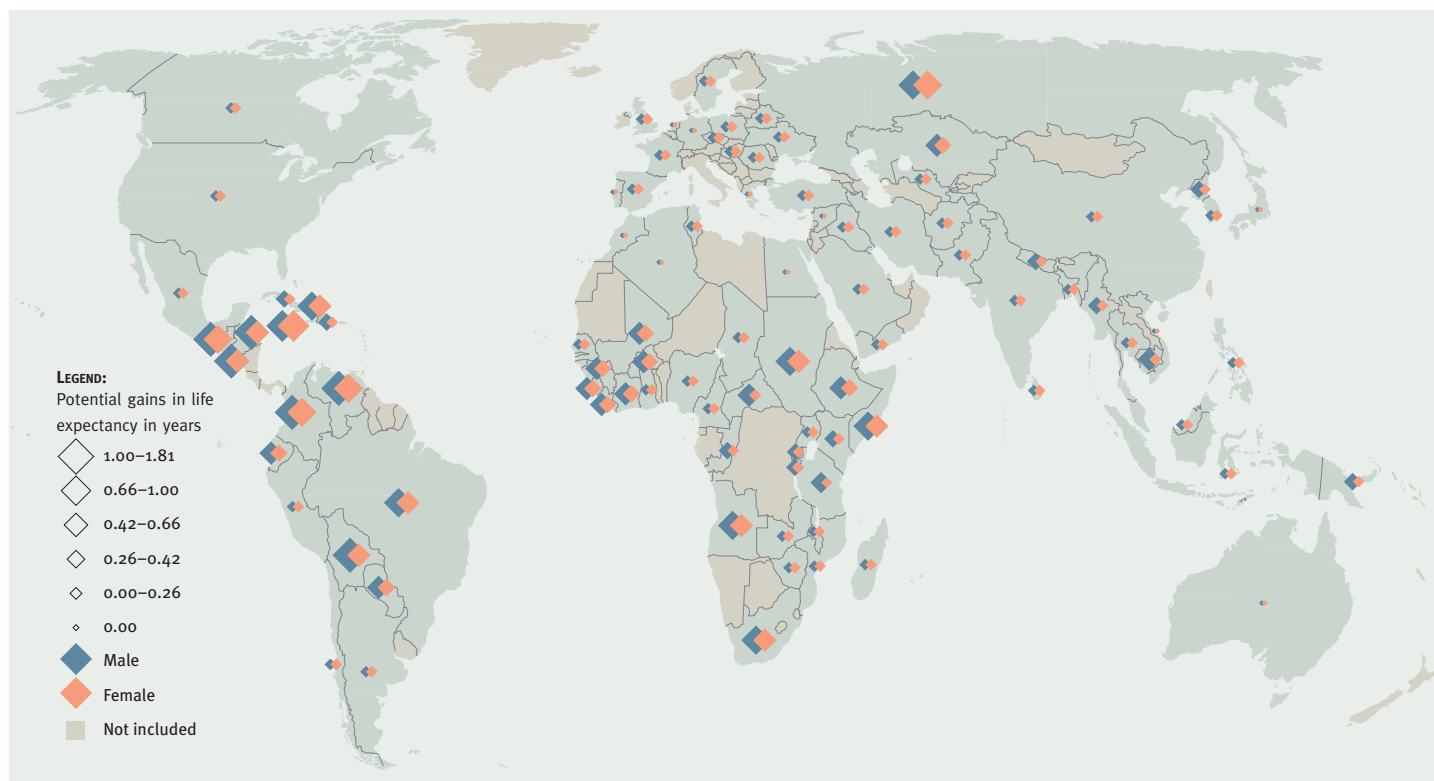 LEGEND:
Potential gains in life
expectancy in years
1.00–1.81
0.66–1.00
0.42–0.66
0.26–0.42
0.00–0.26
0.00
Male
Female
Not included